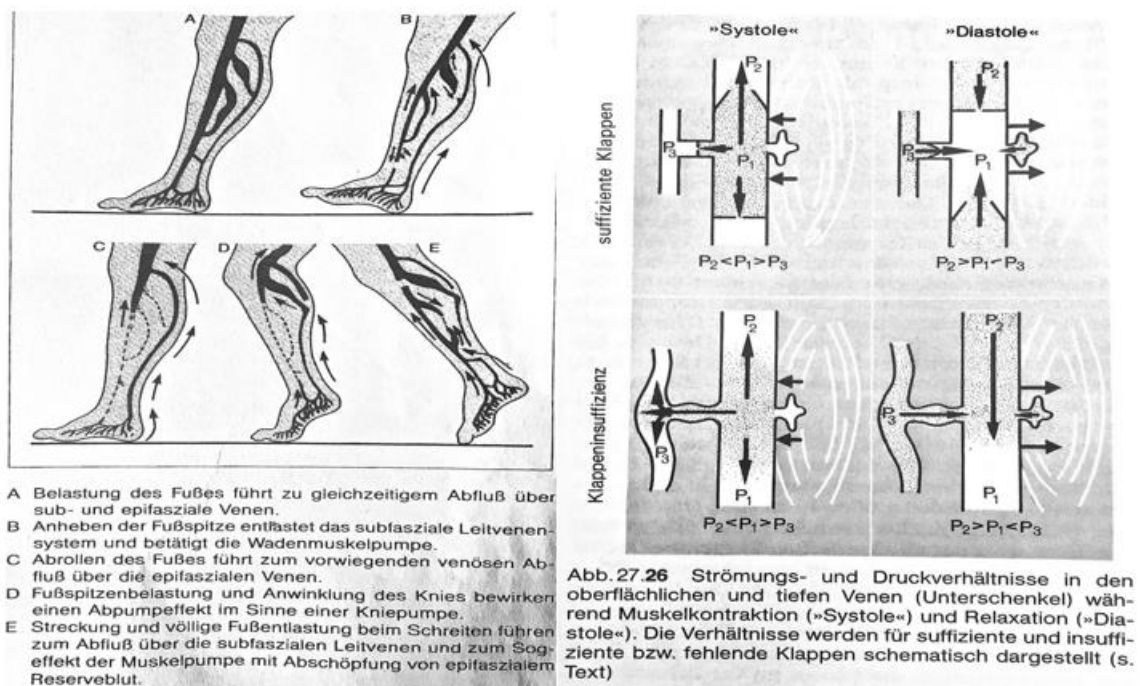 A
B
C
D
E
A Belastung des Fußes führt zu gleichzeitigem Abfluß über
sub- und epifasziale Venen.
B Anheben der Fußspitze entlastet das subfasziale Leitvenen-
system und betätigt die Wadenmuskelpumpe.
C Abrollen des Fußes führt zum vorwiegenden venösen Ab-
fluß über die epifaszialen Venen.
D Fußspitzenbelastung und Anwinklung des Knies bewirken
einen Abpumpeffekt im Sinne einer Kniepumpe.
E Streckung und völlige Fußentlastung beim Schreiten führen
zum Abfluß über die subfaszialen Leitvenen und zum Sog-
effekt der Muskelpumpe mit Abschöpfung von epifaszialem
Reserveblut.
»Systole«
»Diastole«
suffiziente Klappen
P2
P3
P1
P2<P1>P3
P2
P3
P1
P2>P1~P3
Klappeninsuffizienz
P2
P3
P1
P2<P1>P3
P2
P3
P1
P2>P1<P3
Abb. 27.26 Strömungs- und Druckverhältnisse in den
oberflächlichen und tiefen Venen (Unterschenkel) wäh-
rend Muskelkontraktion (»Systole«) und Relaxation (»Dia-
stole«). Die Verhältnisse werden für suffiziente und insuffi-
ziente bzw. fehlende Klappen schematisch dargestellt (s.
Text)